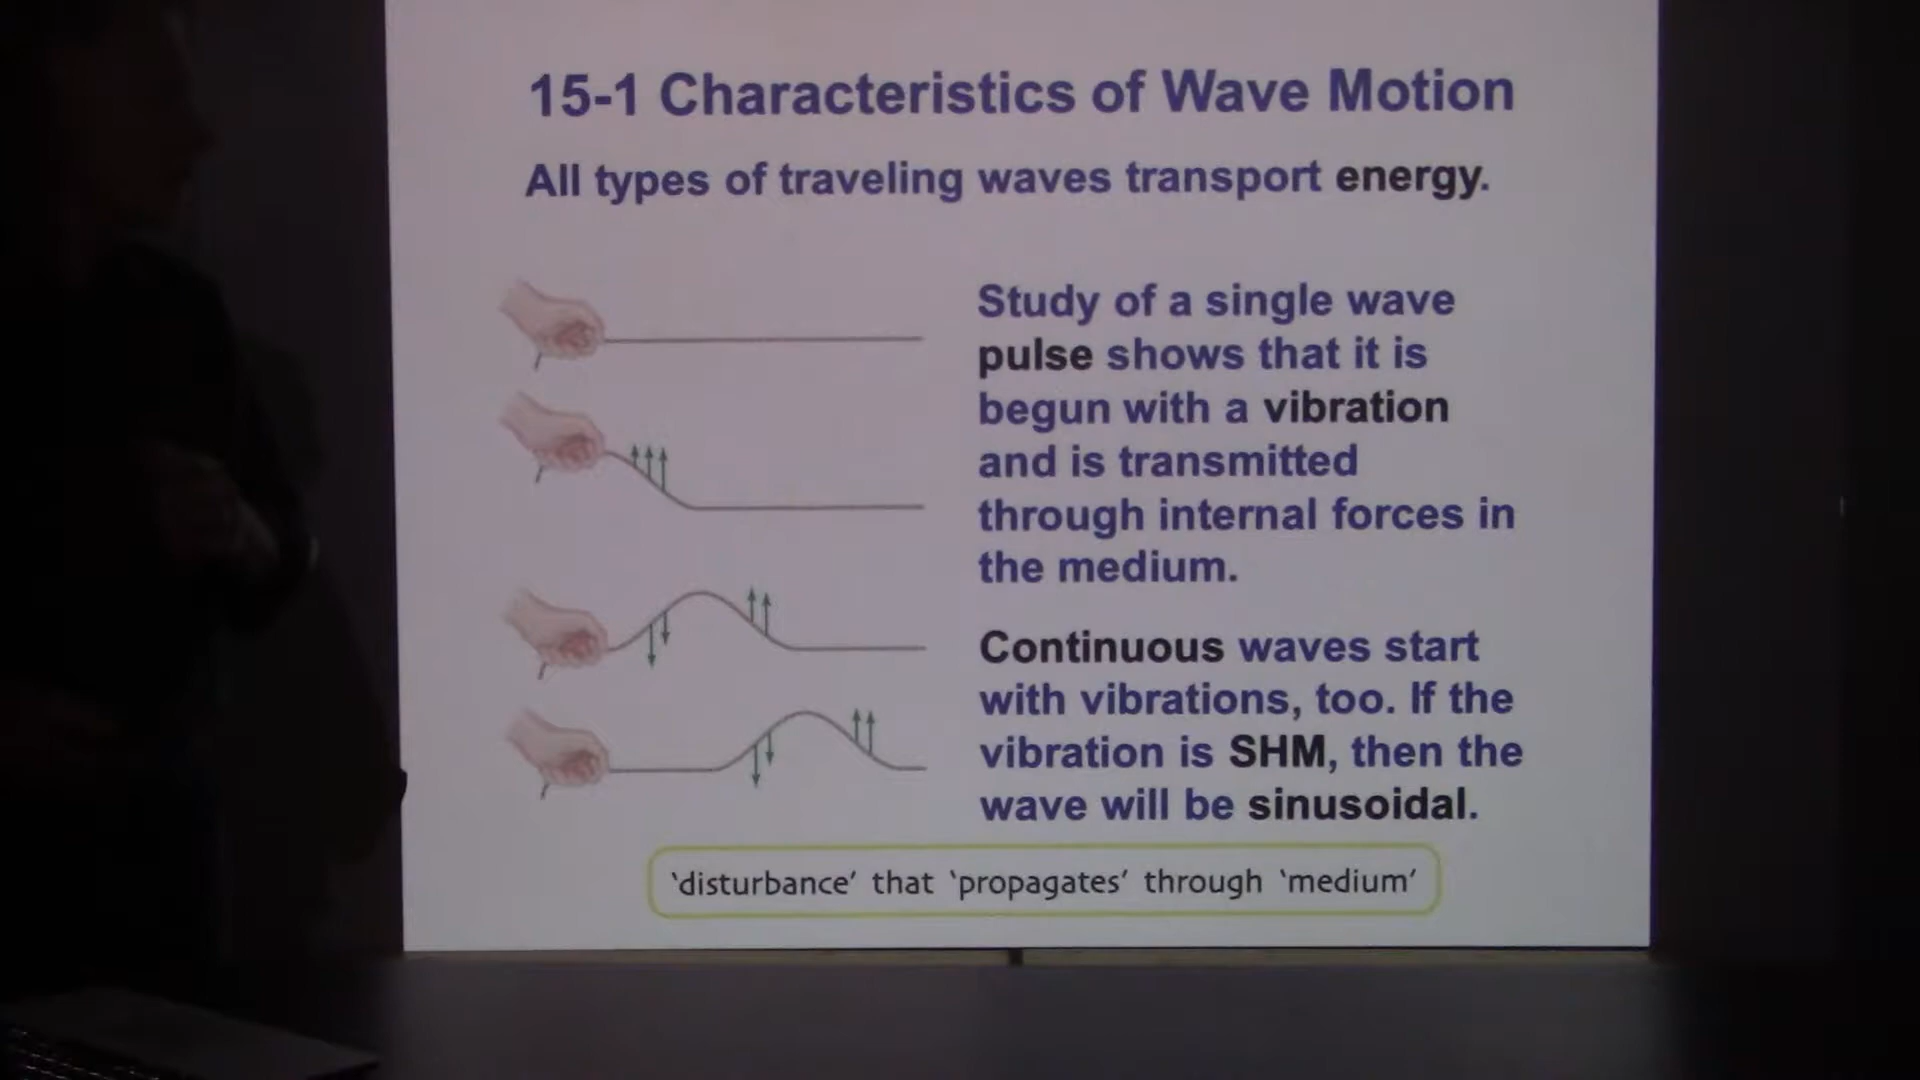 15-1 Characteristics of Wave Motion
All types of traveling waves transport energy.
Study of a single wave
pulse shows that it is
begun with a vibration
and is transmitted
through internal forces in
the medium.
Continuous waves start
with vibrations, too. If the
vibration is SHM, then the
wave will be sinusoidal.
‘disturbance’ that ‘propagates’ through ‘medium’